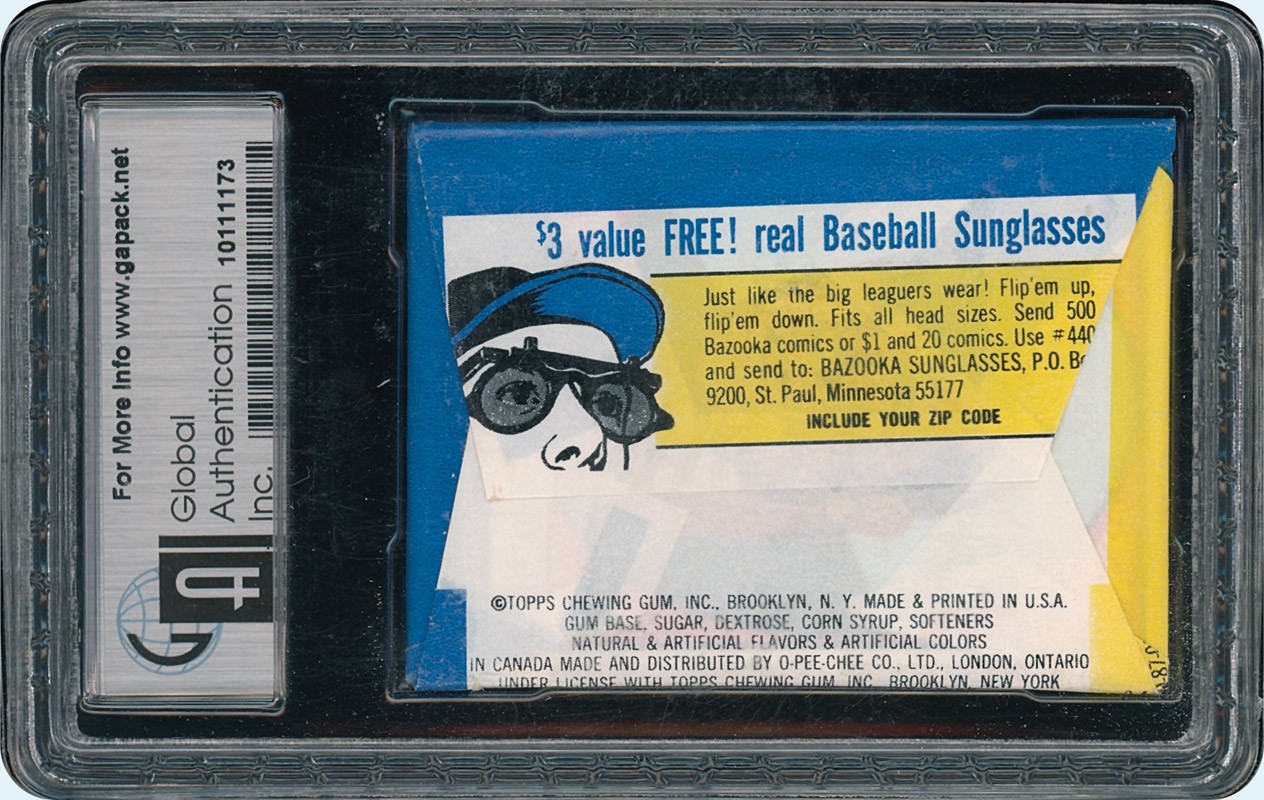 For More Info www.gapack.net
Global
Authentication 10111173
Inc.
$3 value FREE! real Baseball Sunglasses
Just like the big leaguers wear! Flip'em up,
flip'em down. Fits all head sizes. Send 500
Bazooka comics or $1 and 20 comics. Use #440
and send to: BAZOOKA SUNGLASSES, P.O. Bo
9200, St. Paul, Minnesota 55177
INCLUDE YOUR ZIP CODE
©TOPPS CHEWING GUM, INC., BROOKLYN, N. Y. MADE & PRINTED IN U.S.A.
GUM BASE, SUGAR, DEXTROSE, CORN SYRUP, SOFTENERS
NATURAL & ARTIFICIAL FLAVORS & ARTIFICIAL COLORS
IN CANADA MADE AND DISTRIBUTED BY O-PEE-CHEE CO., LTD., LONDON, ONTARIO
UNDER LICENSE WITH TOPPS CHEWING GUM, INC. BROOKLYN, NEW YORK